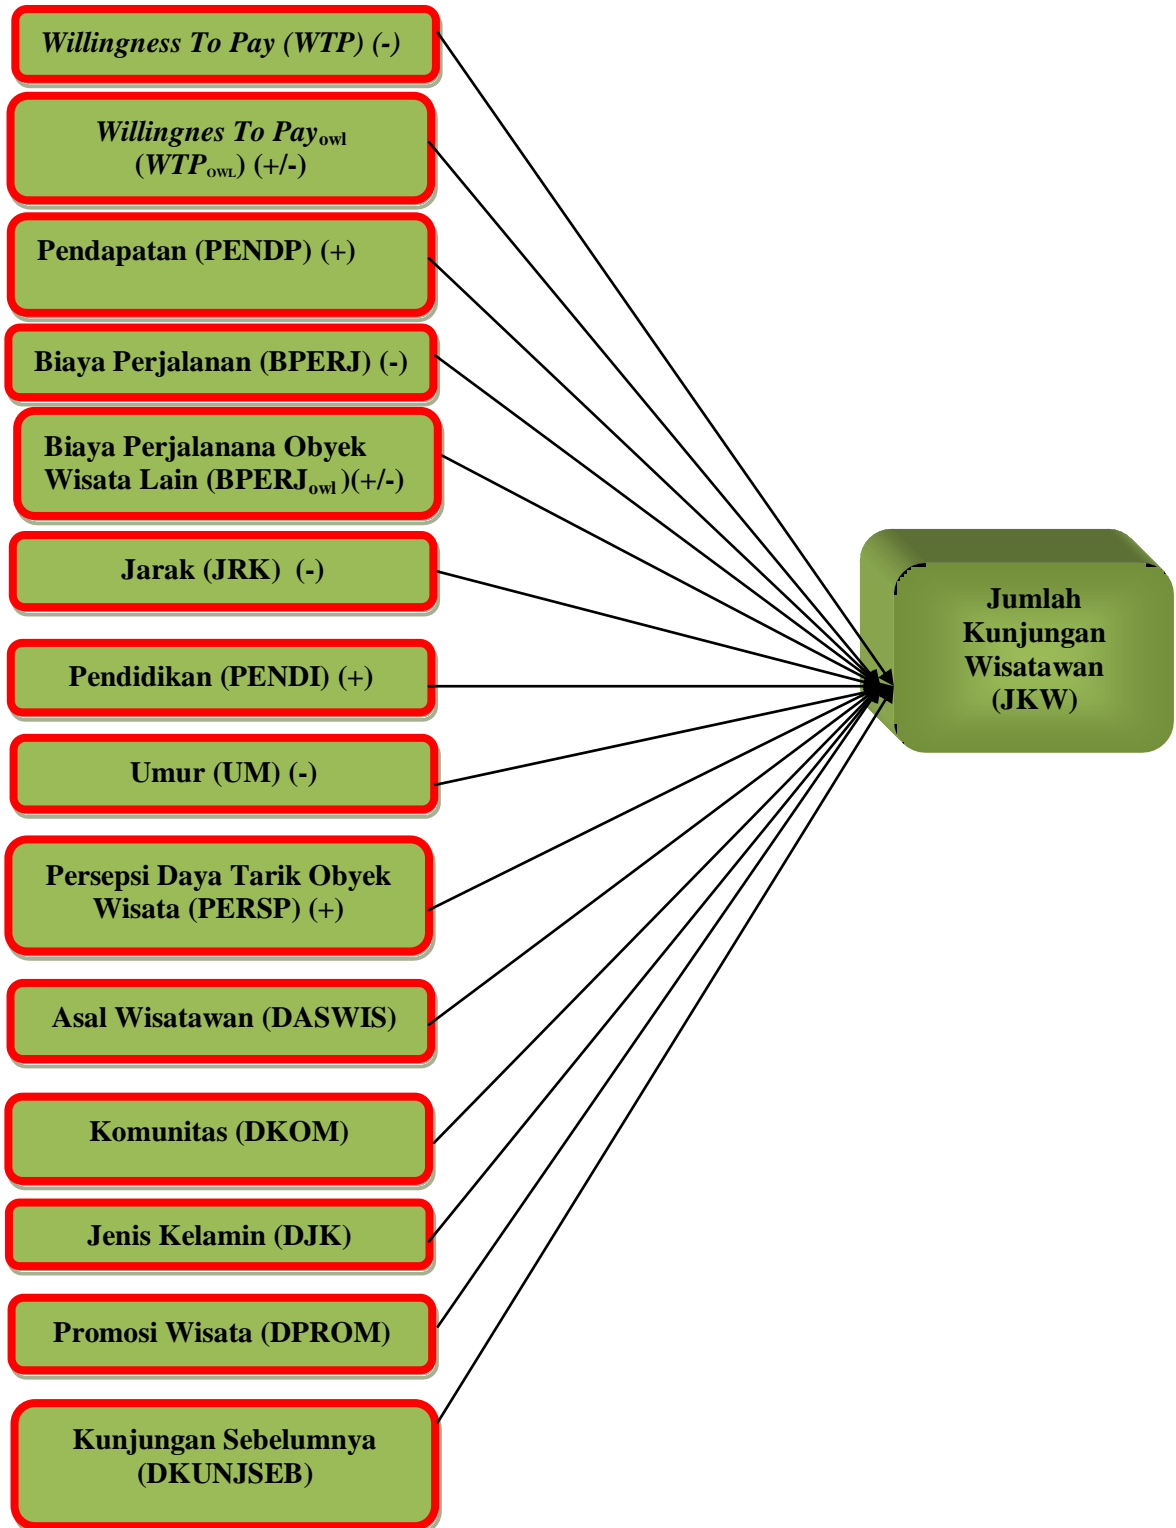 Willingness To Pay (WTP) (-)
Willingnes To Payowl
(WTPOWL) (+/-)
Pendapatan (PENDP) (+)
Biaya Perjalanan (BPERJ) (-)
Biaya Perjalanana Obyek
Wisata Lain (BPERJowl )(+/-)
Jarak (JRK) (-)
Pendidikan (PENDI) (+)
Umur (UM) (-)
Persepsi Daya Tarik Obyek
Wisata (PERSP) (+)
Asal Wisatawan (DASWIS)
Komunitas (DKOM)
Jenis Kelamin (DJK)
Promosi Wisata (DPROM)
Kunjungan Sebelumnya
(DKUNJSEB)
Jumlah
Kunjungan
Wisatawan
(JKW)